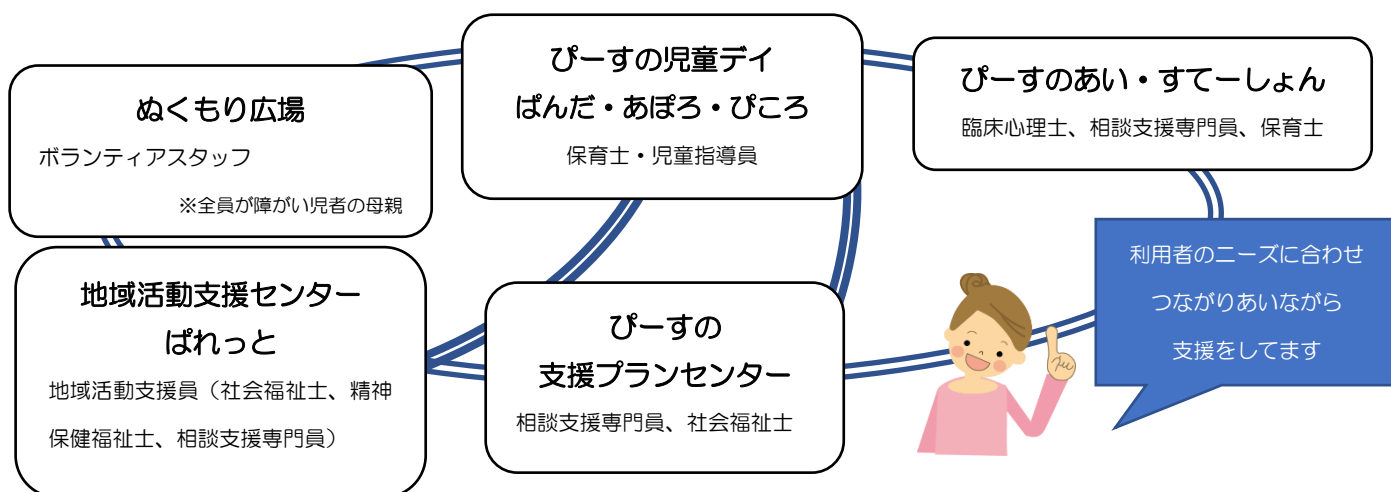 ぬくもり広場
ボランティアスタッフ
※全員が障がい児者の母親
ぴーすの児童デイ
ぱんだ・あぽろ・ぴころ
保育士・児童指導員
ぴーすのあい・すてーしょん
臨床心理士、相談支援専門員、保育士
地域活動支援センター
ぱれっと
地域活動支援員（社会福祉士、精神
保健福祉士、相談支援専門員）
ぴーすの
支援プランセンター
相談支援専門員、社会福祉士
利用者のニーズに合わせ
つながりあいながら
支援をしてます